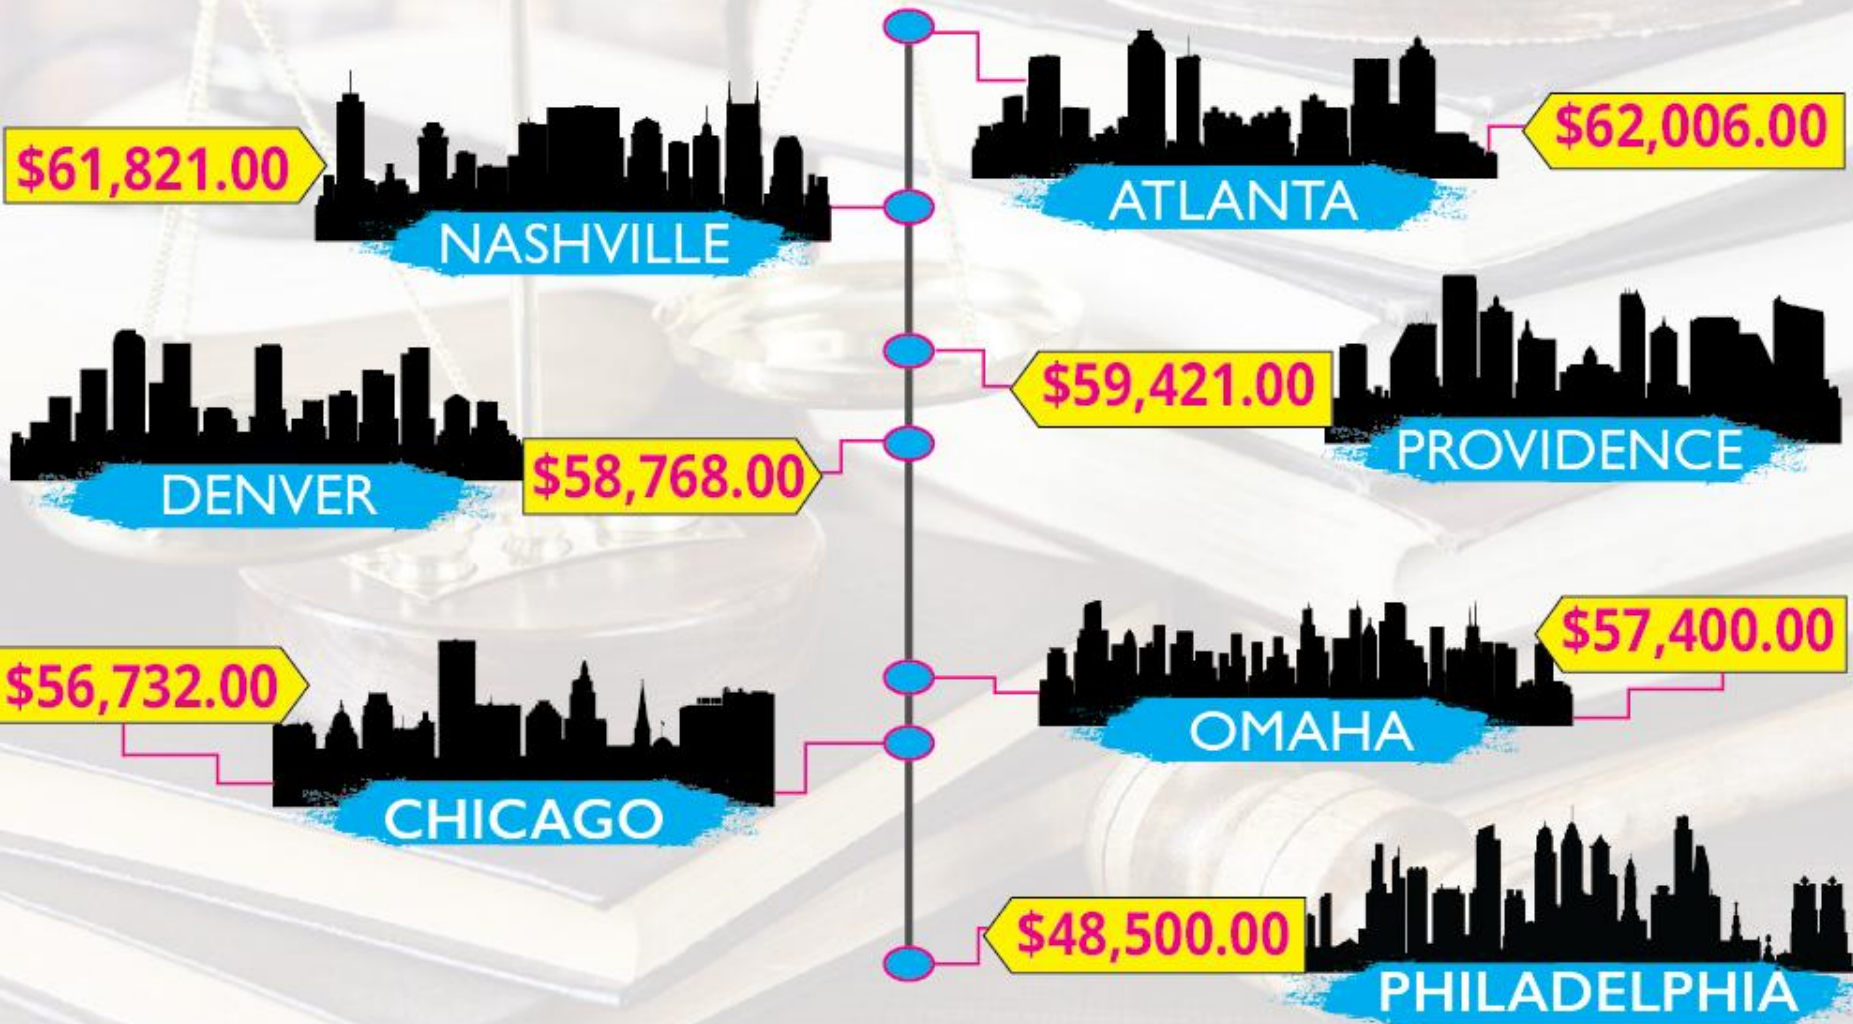 $62,006.00
ATLANTA
$61,821.00
NASHVILLE
$59,421.00
PROVIDENCE
$58,768.00
DENVER
$57,400.00
OMAHA
$56,732.00
CHICAGO
$48,500.00
PHILADELPHIA